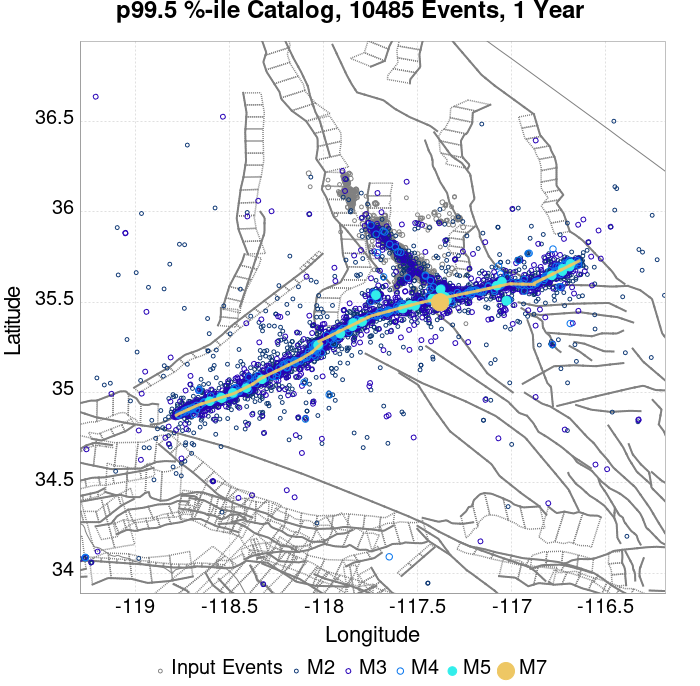 p99.5 %-ile Catalog, 10485 Events, 1 Year
36.5
36
35.5
35
34.5
34
Latitude
-119 -118.5 -118 -117.5 -117 -116.5
Longitude
Input Events M2 M3 M4 M5 M7